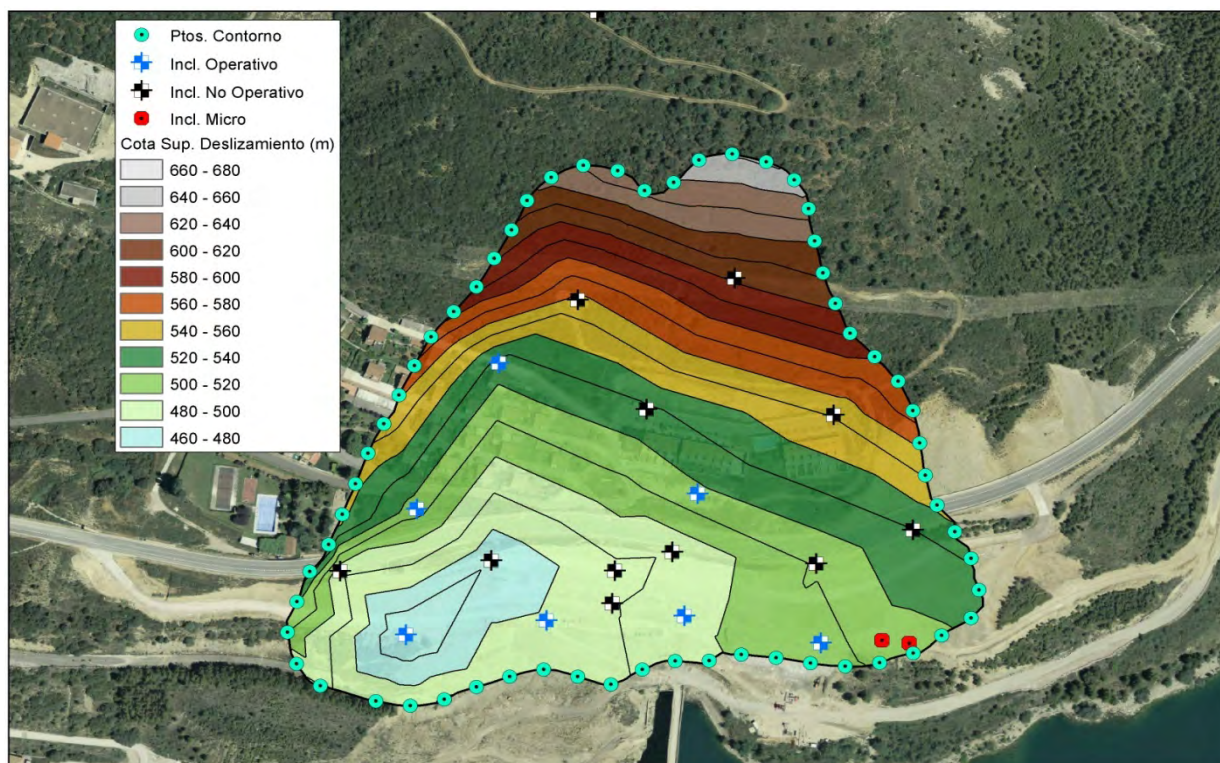 Ptos. Contorno
Incl. Operativo
Incl. No Operativo
Incl. Micro
Cota Sup. Deslizamiento (m)
660 - 680
640 - 660
620 - 640
600 - 620
580 - 600
560 - 580
540 - 560
520 - 540
500 - 520
480 - 500
460 - 480